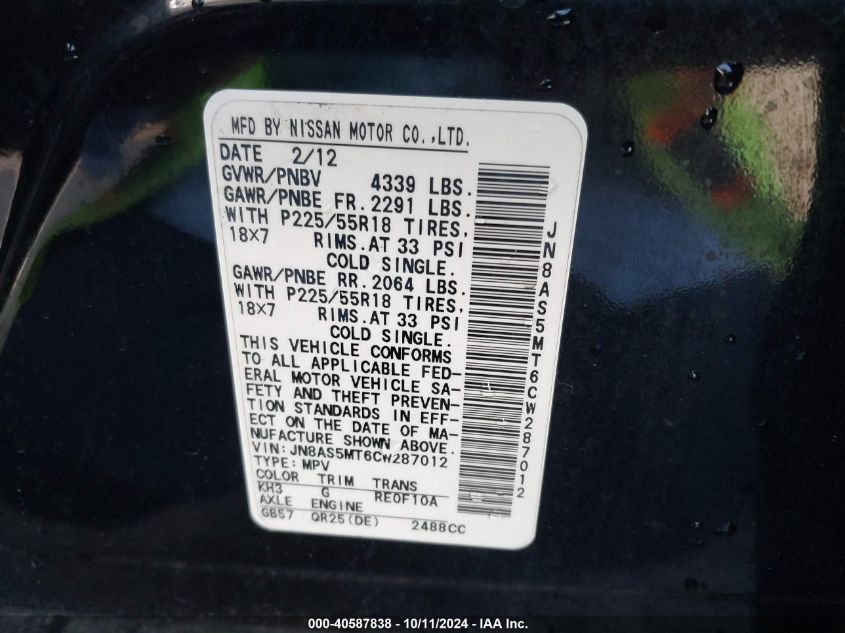 MFD BY NISSAN MOTOR CO.,LTD.
DATE 2/12
GVWR/PNBV 4339 LBS.
GAWR/PNBE FR. 2291 LBS.
WITH P225/55R18 TIRES,
18X7 RIMS.AT 33 PSI
COLD SINGLE.
GAWR/PNBE RR. 2064 LBS.
WITH P225/55R18 TIRES,
18X7 RIMS.AT 33 PSI
COLD SINGLE.
THIS VEHICLE CONFORMS
TO ALL APPLICABLE FED-
ERAL MOTOR VEHICLE SA-
FETY AND THEFT PREVEN-
TION STANDARDS IN EFF-
ECT ON THE DATE OF MA-
NUFACTURE SHOWN ABOVE.
VIN: JN8AS5MT6CW287012
TYPE: MPV
COLOR TRIM TRANS
KH3 G RE0F10A
AXLE ENGINE
GB57 QR25(DE) 2488CC
JN8AS5MT6CW287012
000-40587838 - 10/11/2024 - IAA Inc.